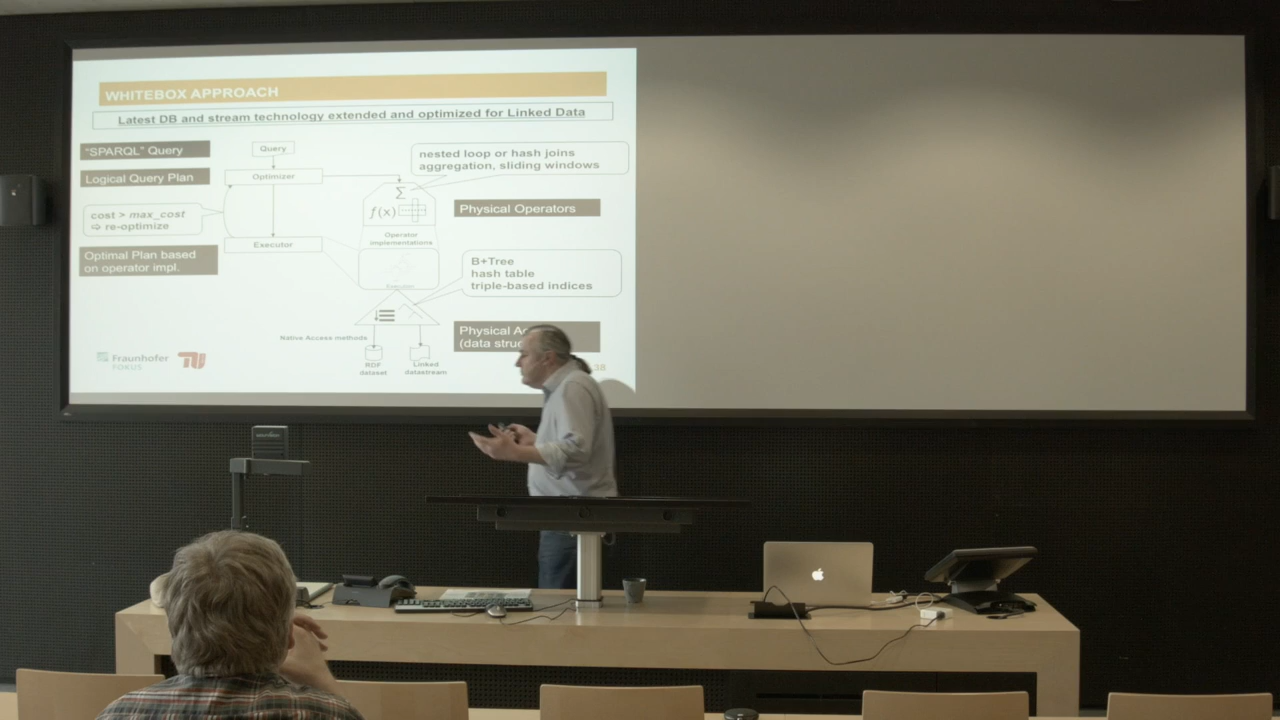 WHITEBOX APPROACH
Latest DB and stream technology extended and optimized for Linked Data
"SPARQL" Query
Query
nested loop or hash joins
aggregation, sliding windows
Logical Query Plan
Optimizer
Σ
f(x)
Physical Operators
cost > max_cost
⇨ re-optimize
Operator
implementations
Executor
Optimal Plan based
on operator impl.
B+Tree
hash table
triple-based indices
Execution
Native Access methods
Physical
(data
RDF
dataset
Linked
datastream
Fraunhofer
FOKUS
38